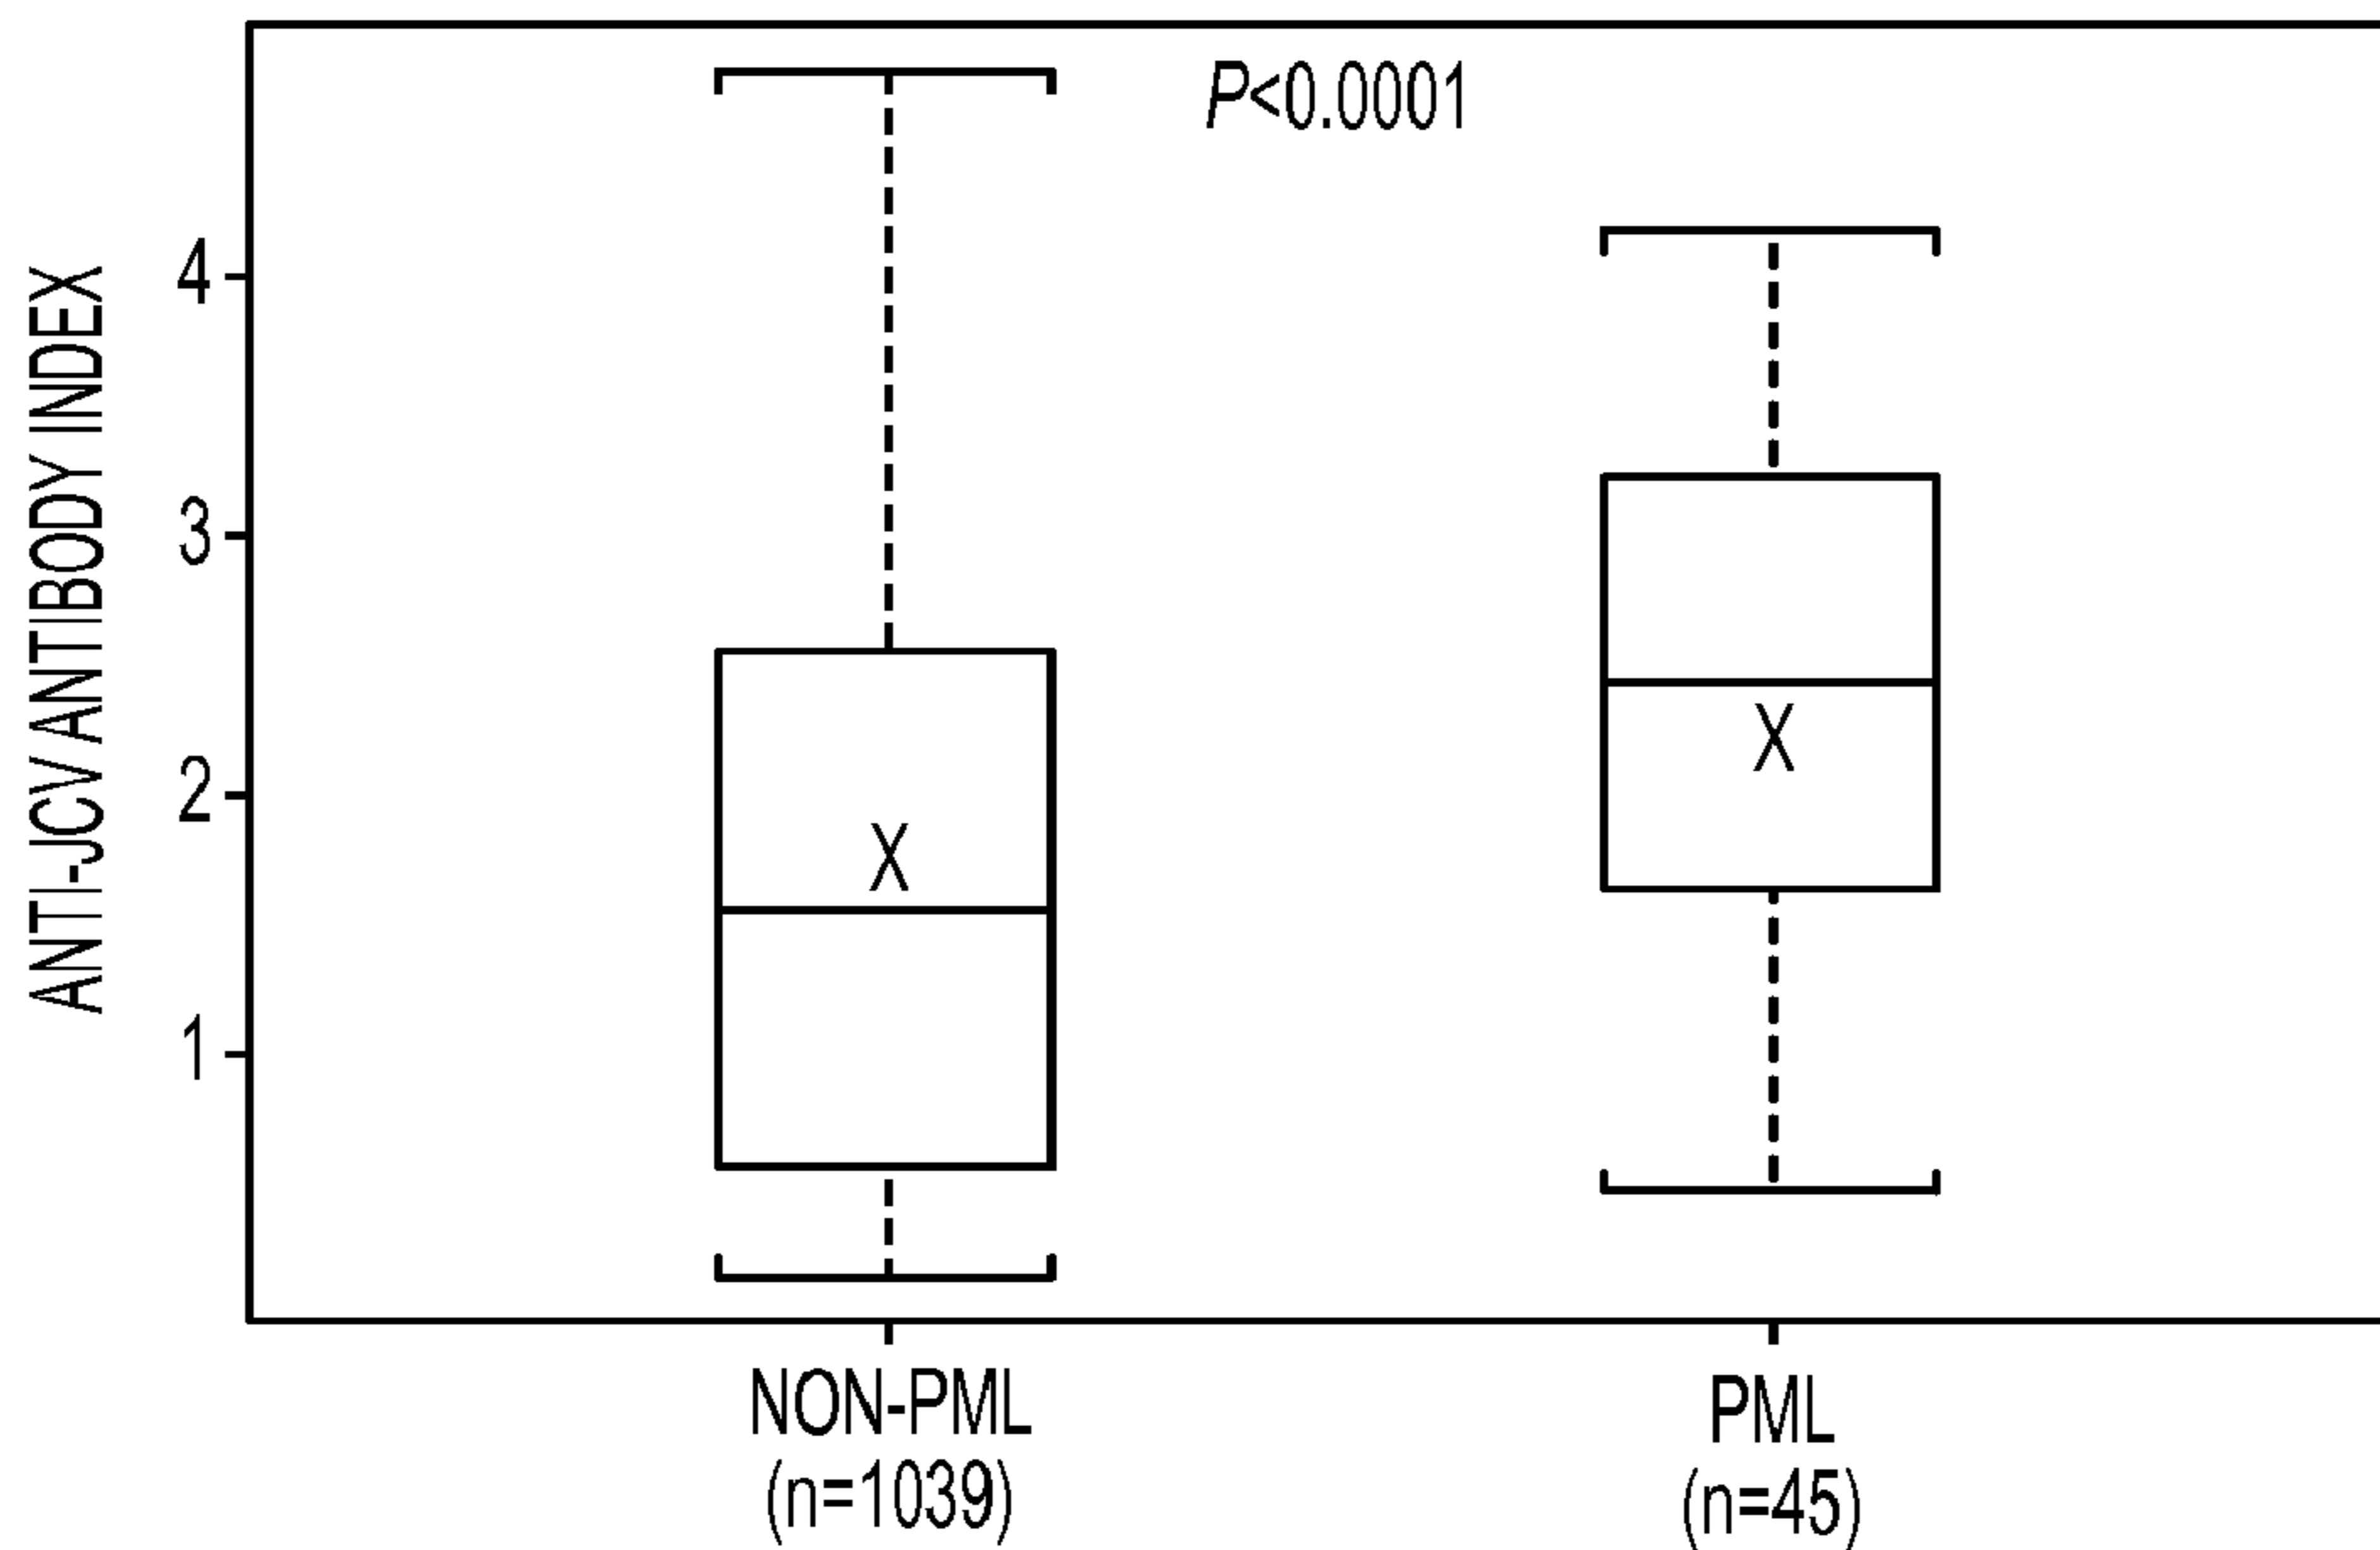 P<0.0001
ANTI-JCV ANTIBODY INDEX
4
3
2
1
X
X
NON-PML
(n=1039)
PML
(n=45)